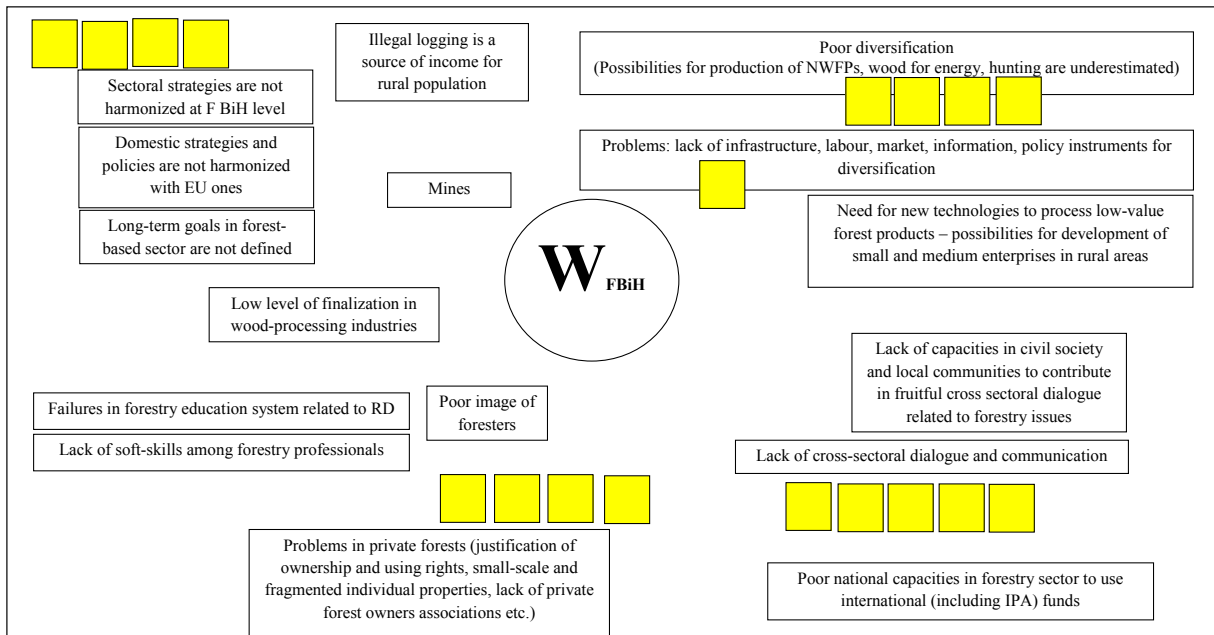 Illegal logging is a
source of income for
rural population
Poor diversification
(Possibilities for production of NWFPs, wood for energy, hunting are underestimated)
Sectoral strategies are not
harmonized at F BiH level
Domestic strategies and
policies are not harmonized
with EU ones
Long-term goals in forest-
based sector are not defined
Problems: lack of infrastructure, labour, market, information, policy instruments for
diversification
Mines
Need for new technologies to process low-value
forest products – possibilities for development of
small and medium enterprises in rural areas
W FBiH
Low level of finalization in
wood-processing industries
Lack of capacities in civil society
and local communities to contribute
in fruitful cross sectoral dialogue
related to forestry issues
Failures in forestry education system related to RD
Lack of soft-skills among forestry professionals
Poor image of
foresters
Lack of cross-sectoral dialogue and communication
Problems in private forests (justification of
ownership and using rights, small-scale and
fragmented individual properties, lack of private
forest owners associations etc.)
Poor national capacities in forestry sector to use
international (including IPA) funds